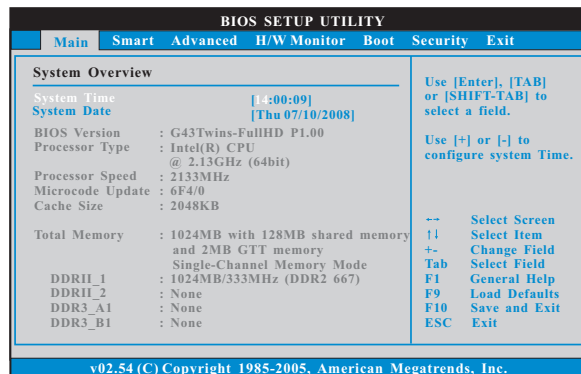 BIOS SETUP UTILITY
Main Smart Advanced H/W Monitor Boot Security Exit
System Overview
System Time [14:00:09]
System Date [Thu 07/10/2008]
BIOS Version : G43Twins-FullHD P1.00
Processor Type : Intel(R) CPU
@ 2.13GHz (64bit)
Processor Speed : 2133MHz
Microcode Update : 6F4/0
Cache Size : 2048KB
Total Memory : 1024MB with 128MB shared memory
and 2MB GTT memory
Single-Channel Memory Mode
DDRII_1 : 1024MB/333MHz (DDR2 667)
DDRII_2 : None
DDR3_A1 : None
DDR3_B1 : None
Use [Enter], [TAB]
or [SHIFT-TAB] to
select a field.
Use [+] or [-] to
configure system Time.
←→ Select Screen
↑↓ Select Item
+- Change Field
Tab Select Field
F1 General Help
F9 Load Defaults
F10 Save and Exit
ESC Exit
v02.54 (C) Copyright 1985-2005, American Megatrends, Inc.